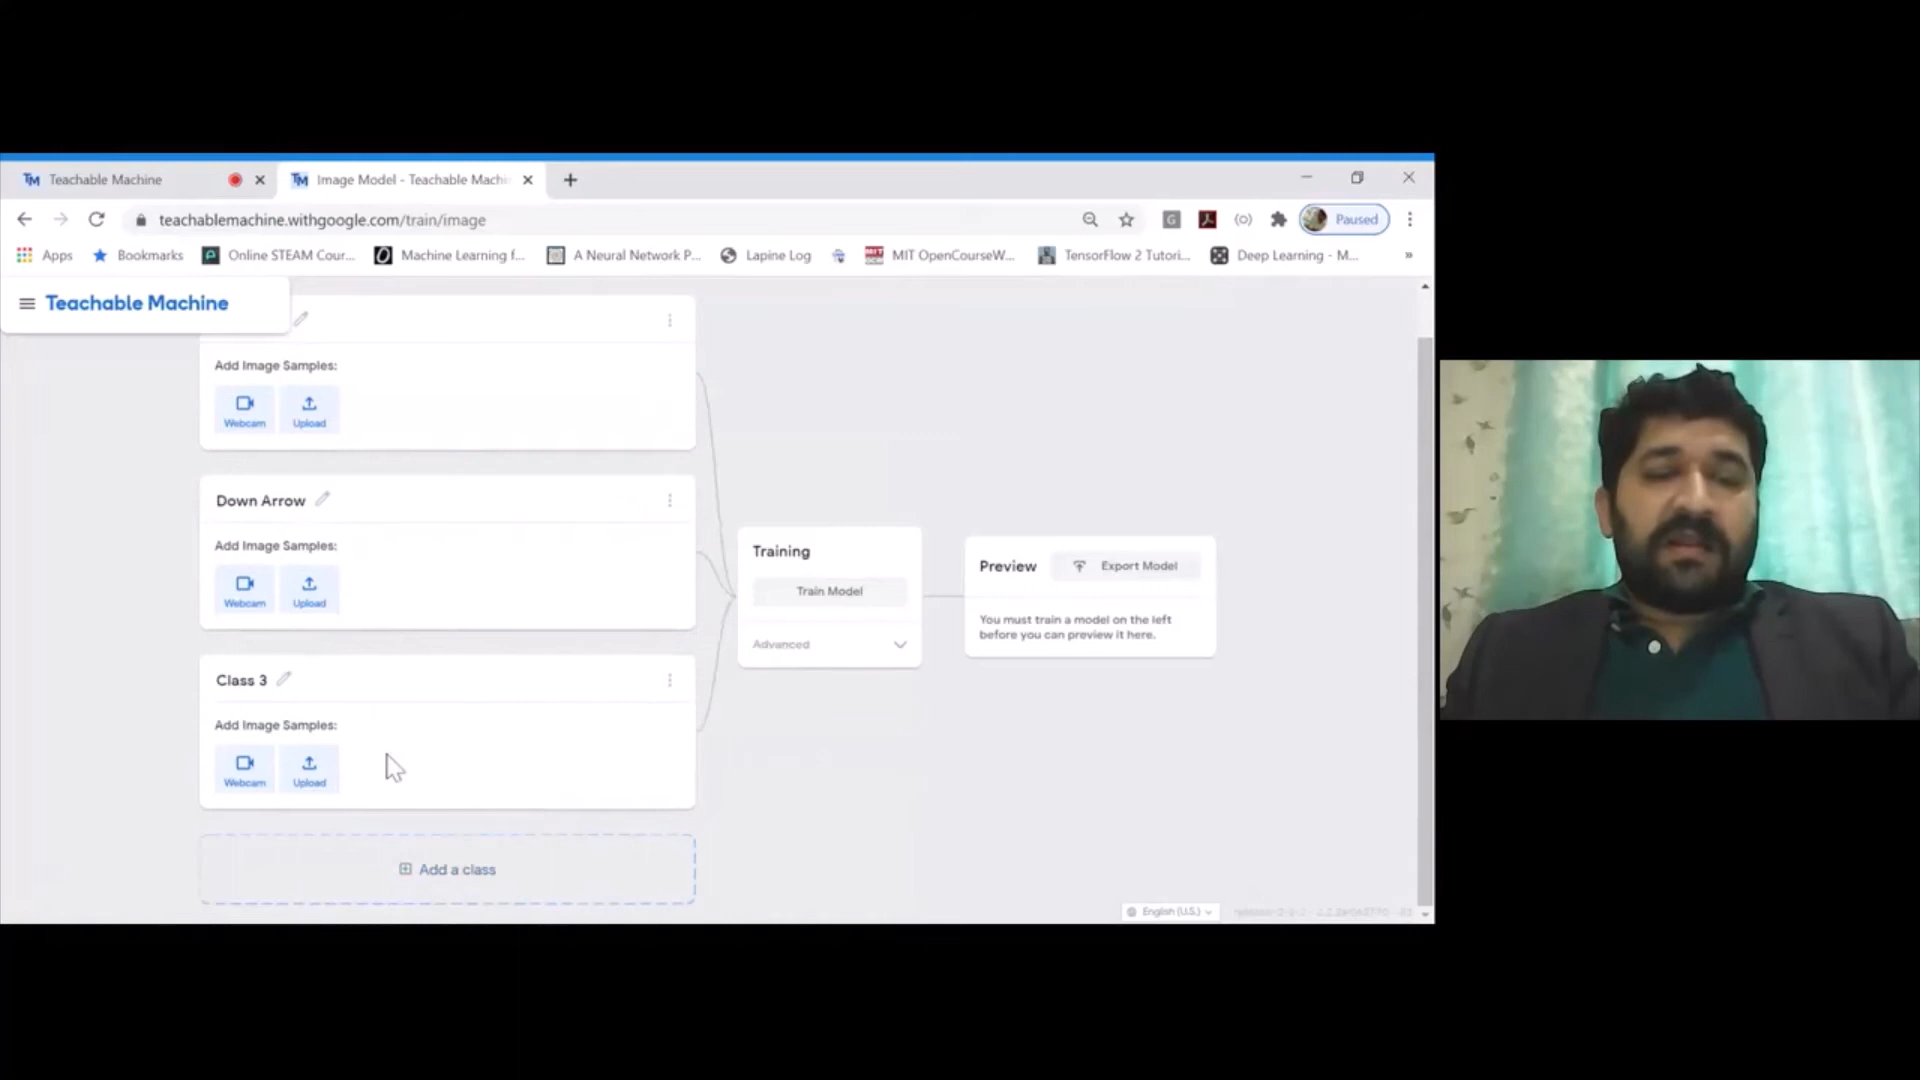 Teachable Machine
Image Model - Teachable Machi
teachablemachine.withgoogle.com/train/image
Paused
Apps
Bookmarks
Online STEAM Cour...
Machine Learning f...
A Neural Network P...
Lapine Log
MIT OpenCourseW...
TensorFlow 2 Tutori...
Deep Learning - M...
»
Teachable Machine
Add Image Samples:
Webcam
Upload
Down Arrow
Add Image Samples:
Webcam
Upload
Class 3
Add Image Samples:
Webcam
Upload
Add a class
Training
Train Model
Advanced
Preview
Export Model
You must train a model on the left
before you can preview it here.
English (U.S.)